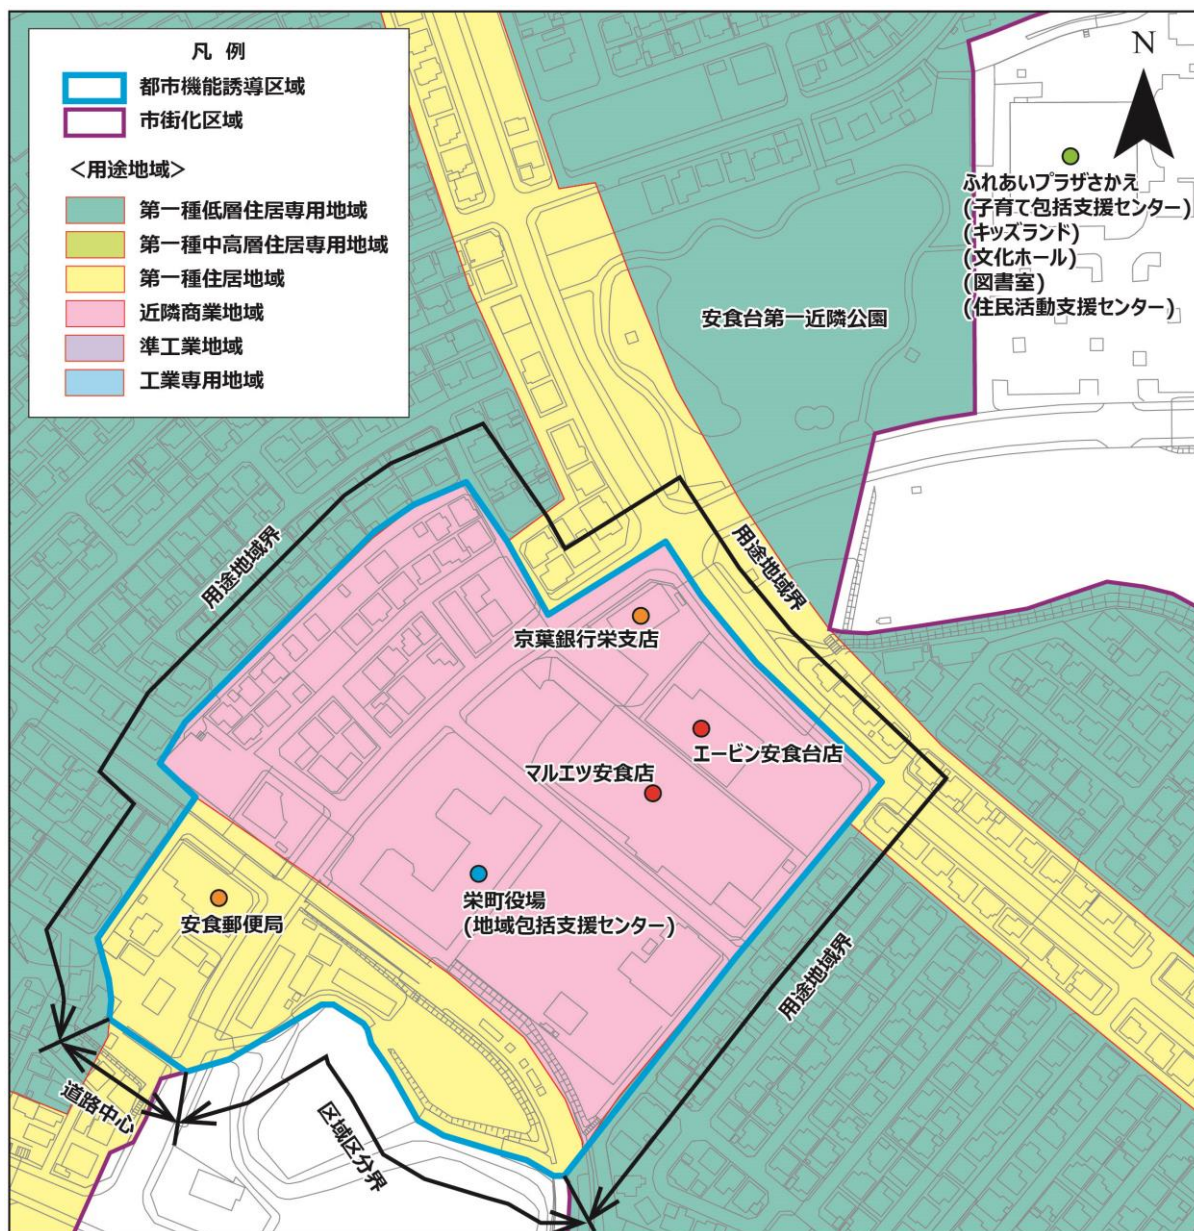 凡 例
都市機能誘導区域
市街化区域
<用途地域>
第一種低層住居専用地域
第一種中高層住居専用地域
第一種住居地域
近隣商業地域
準工業地域
工業専用地域
N
ふれあいプラザさかえ
(子育て包括支援センター)
(キッズランド)
(文化ホール)
(図書室)
(住民活動支援センター)
安食台第一近隣公園
用途地域界
用途地域界
京葉銀行栄支店
エービン安食台店
マルエツ安食店
栄町役場
(地域包括支援センター)
安食郵便局
用途地域界
道路中心
区域区分界